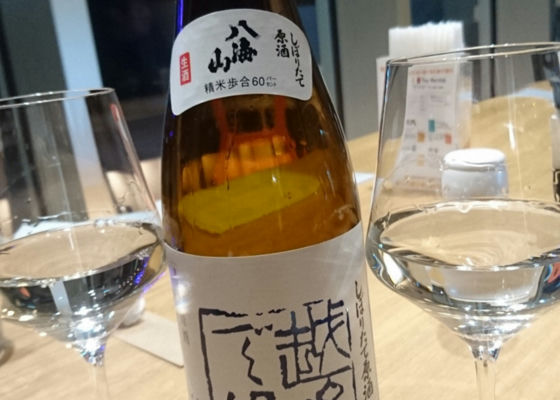 しぼりたて
原酒
八海山
生酒
精米歩合60パーセント
しぼりたて原酒
越
で